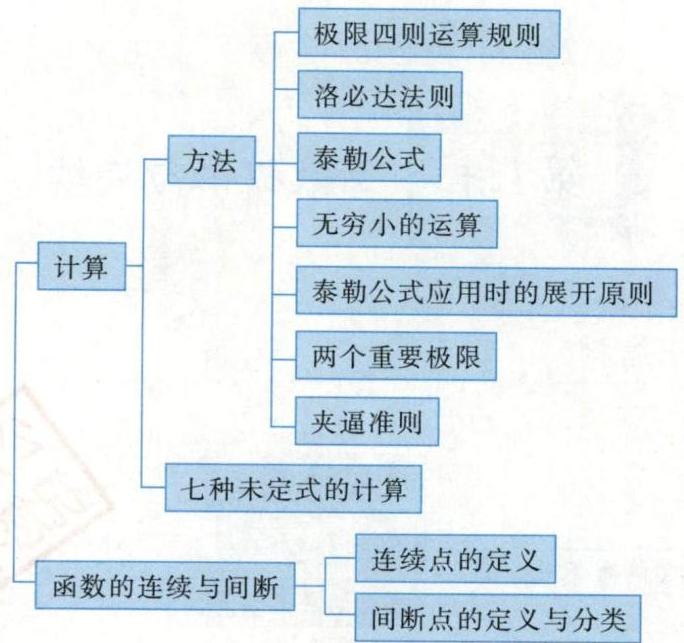 极限四则运算规则
洛必达法则
方法
泰勒公式
无穷小的运算
计算
泰勒公式应用时的展开原则
两个重要极限
夹逼准则
七种未定式的计算
连续点的定义
函数的连续与间断
间断点的定义与分类